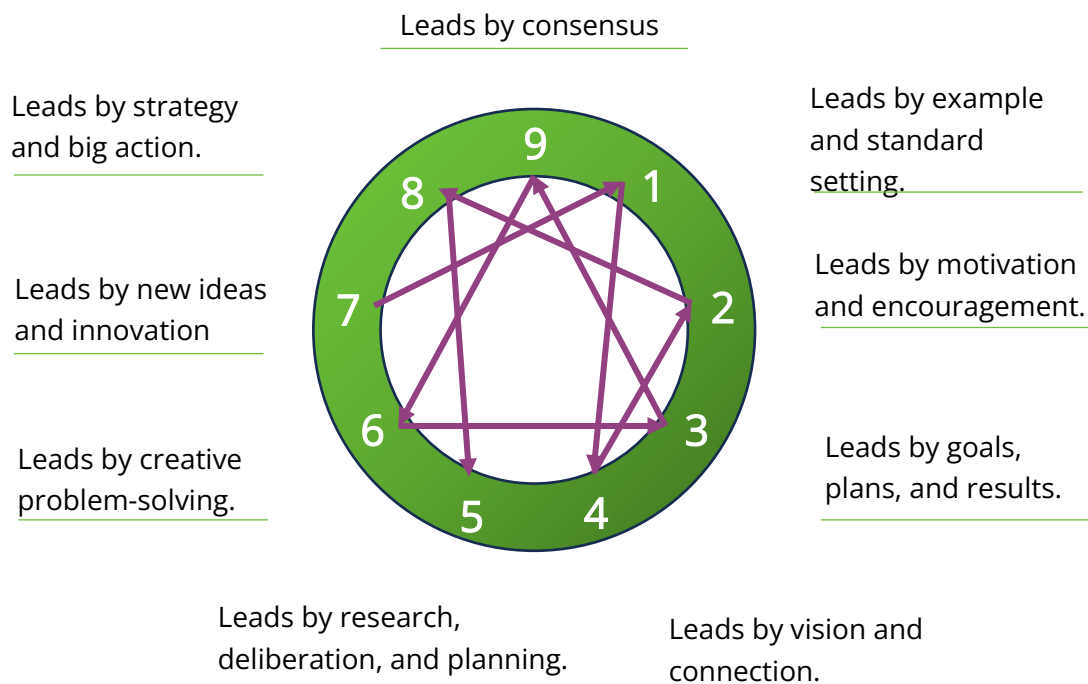 Leads by consensus
Leads by strategy
and big action.
Leads by example
and standard
setting.
9
8
1
Leads by motivation
and encouragement.
Leads by new ideas
and innovation
7
2
6
3
Leads by creative
problem-solving.
Leads by goals,
plans, and results.
5
4
Leads by research,
deliberation, and planning.
Leads by vision and
connection.